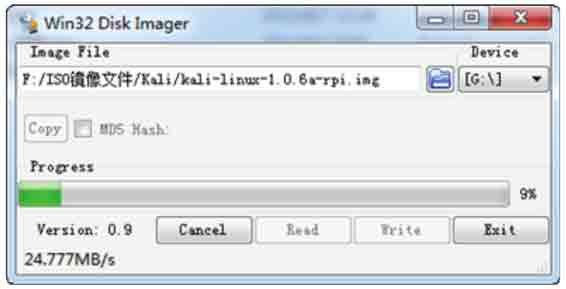 Win32 Disk Imager
Image File
Device
F:/ISO镜像文件/Kali/kali-linux-1.0.6a-rpi.img
[G:\]
Copy
MD5 Hash:
Progress
9%
Version: 0.9
Cancel
Read
Write
Exit
24.777MB/s